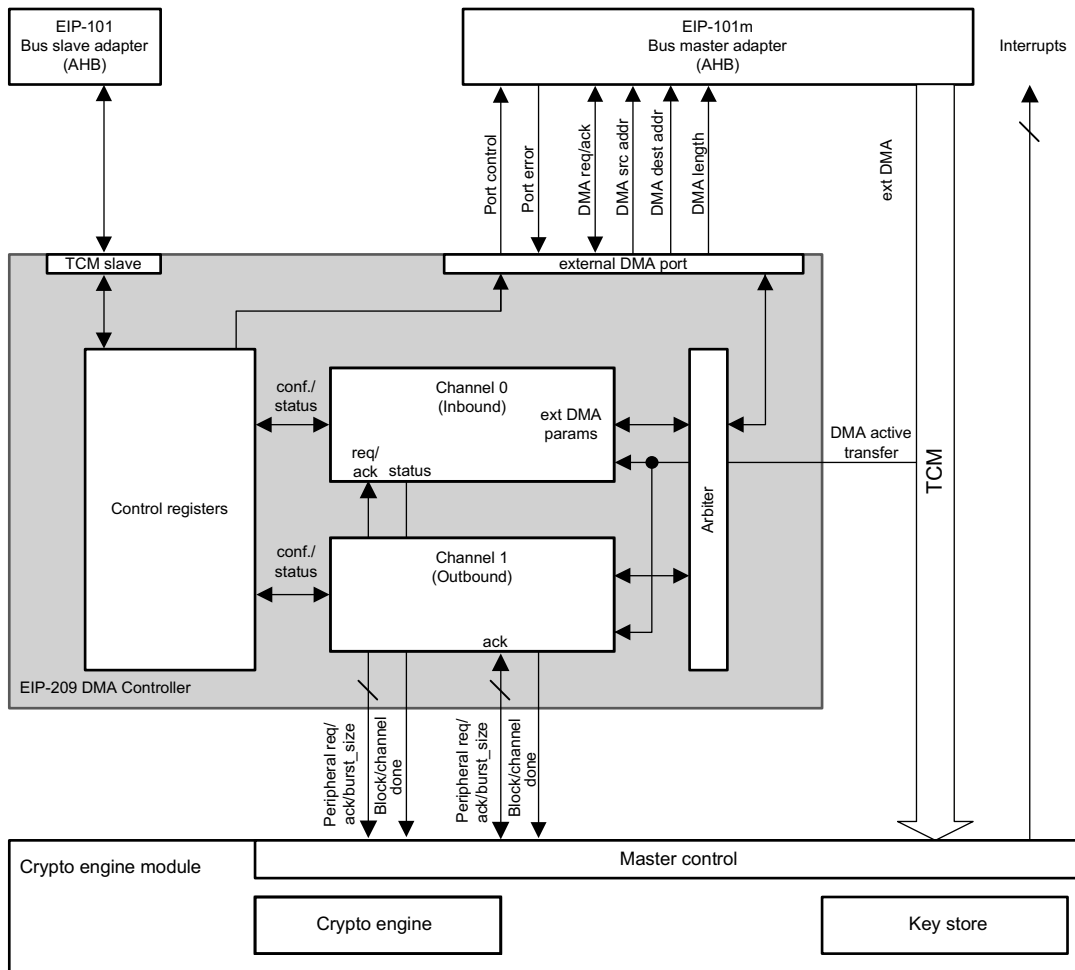 EIP-101
Bus slave adapter
(AHB)
EIP-101m
Bus master adapter
(AHB)
Interrupts
Port control
Port error
DMA req/ack
DMA src addr
DMA dest addr
DMA length
ext DMA
TCM slave
external DMA port
Control registers
conf./
status
Channel 0
(Inbound)
ext DMA
params
req/
ack
status
conf./
status
Channel 1
(Outbound)
ack
Arbiter
DMA active
transfer
TCM
EIP-209 DMA Controller
Peripheral req/
ack/burst_size
Block/channel
done
Peripheral req/
ack/burst_size
Block/channel
done
Crypto engine module
Master control
Crypto engine
Key store